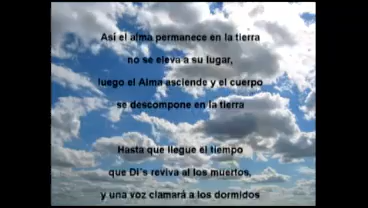 Así el alma permanece en la tierra
no se eleva a su lugar,
luego el Alma asciende y el cuerpo
se descompone en la tierra
Hasta que llegue el tiempo
que Di´s reviva al los muertos,
y una voz clamará a los dormidos